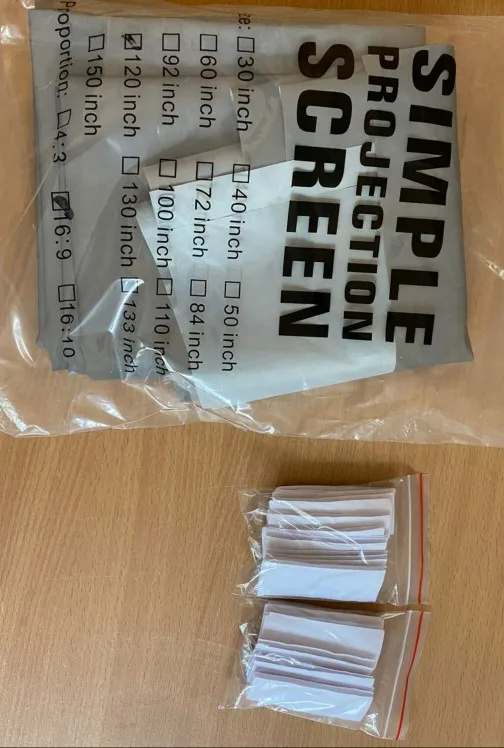 SIMPLE
PROJECTION
SCREEN
☐30 inch ☐40 inch ☐50 inch
☐60 inch ☐72 inch ☐84 inch
☐92 inch ☐100 inch ☐110 inch
☑120 inch ☐130 inch ☐133 inch
☐150 inch
Proportion: ☐4:3 ☑16:9 ☐16:10